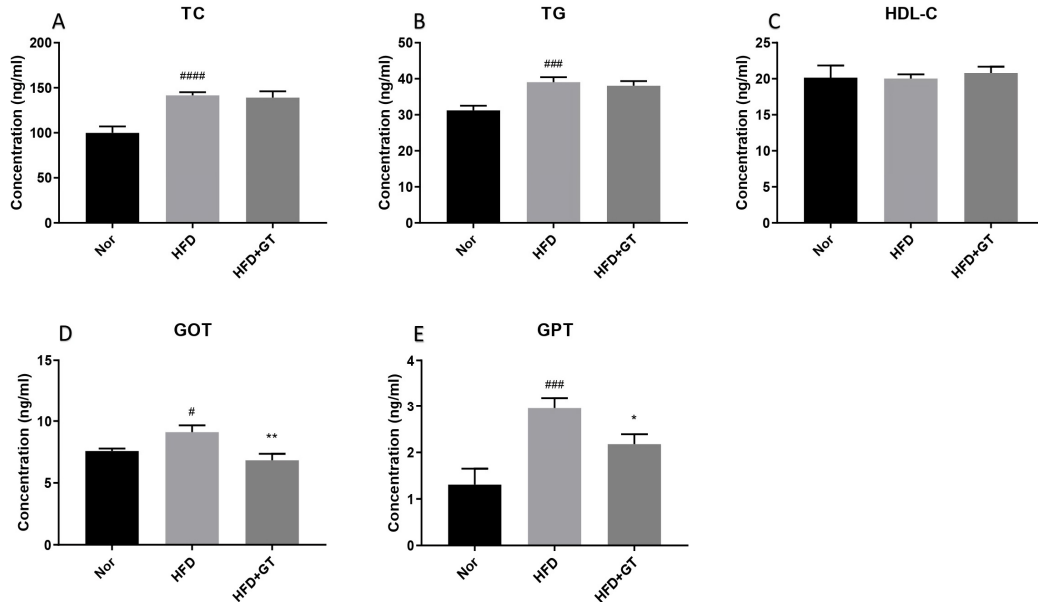 A
TC
Concentration (ng/ml)
200
150
100
50
0
####
Nor
HFD
HFD+GT
B
TG
Concentration (ng/ml)
50
40
30
20
10
0
###
Nor
HFD
HFD+GT
C
HDL-C
Concentration (ng/ml)
25
20
15
10
5
0
Nor
HFD
HFD+GT
D
GOT
Concentration (ng/ml)
15
10
5
0
#
**
Nor
HFD
HFD+GT
E
GPT
Concentration (ng/ml)
4
3
2
1
0
###
*
Nor
HFD
HFD+GT